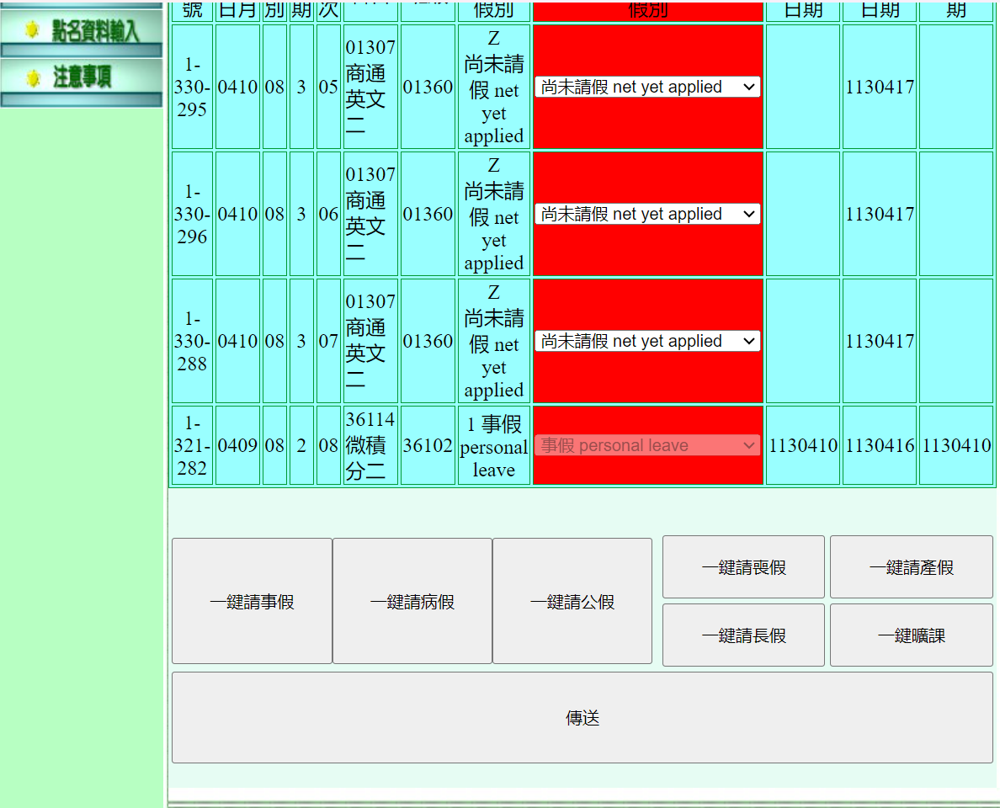 點名資料輸入
注意事項
號 日月 別 期 次 假別 假別 日期 日期 期
1-
330-
295
0410 08 3 05
01307
商通
英文
二
01360
Z
尚未請
假 net
yet
applied
尚未請假 net yet applied
1130417
1-
330-
296
0410 08 3 06
01307
商通
英文
二
01360
Z
尚未請
假 net
yet
applied
尚未請假 net yet applied
1130417
1-
330-
288
0410 08 3 07
01307
商通
英文
二
01360
Z
尚未請
假 net
yet
applied
尚未請假 net yet applied
1130417
1-
321-
282
0409 08 2 08
36114
微積
分二
36102
1 事假
personal
leave
事假 personal leave
1130410 1130416 1130410
一鍵請事假 一鍵請病假 一鍵請公假
一鍵請喪假 一鍵請產假
一鍵請長假 一鍵曠課
傳送